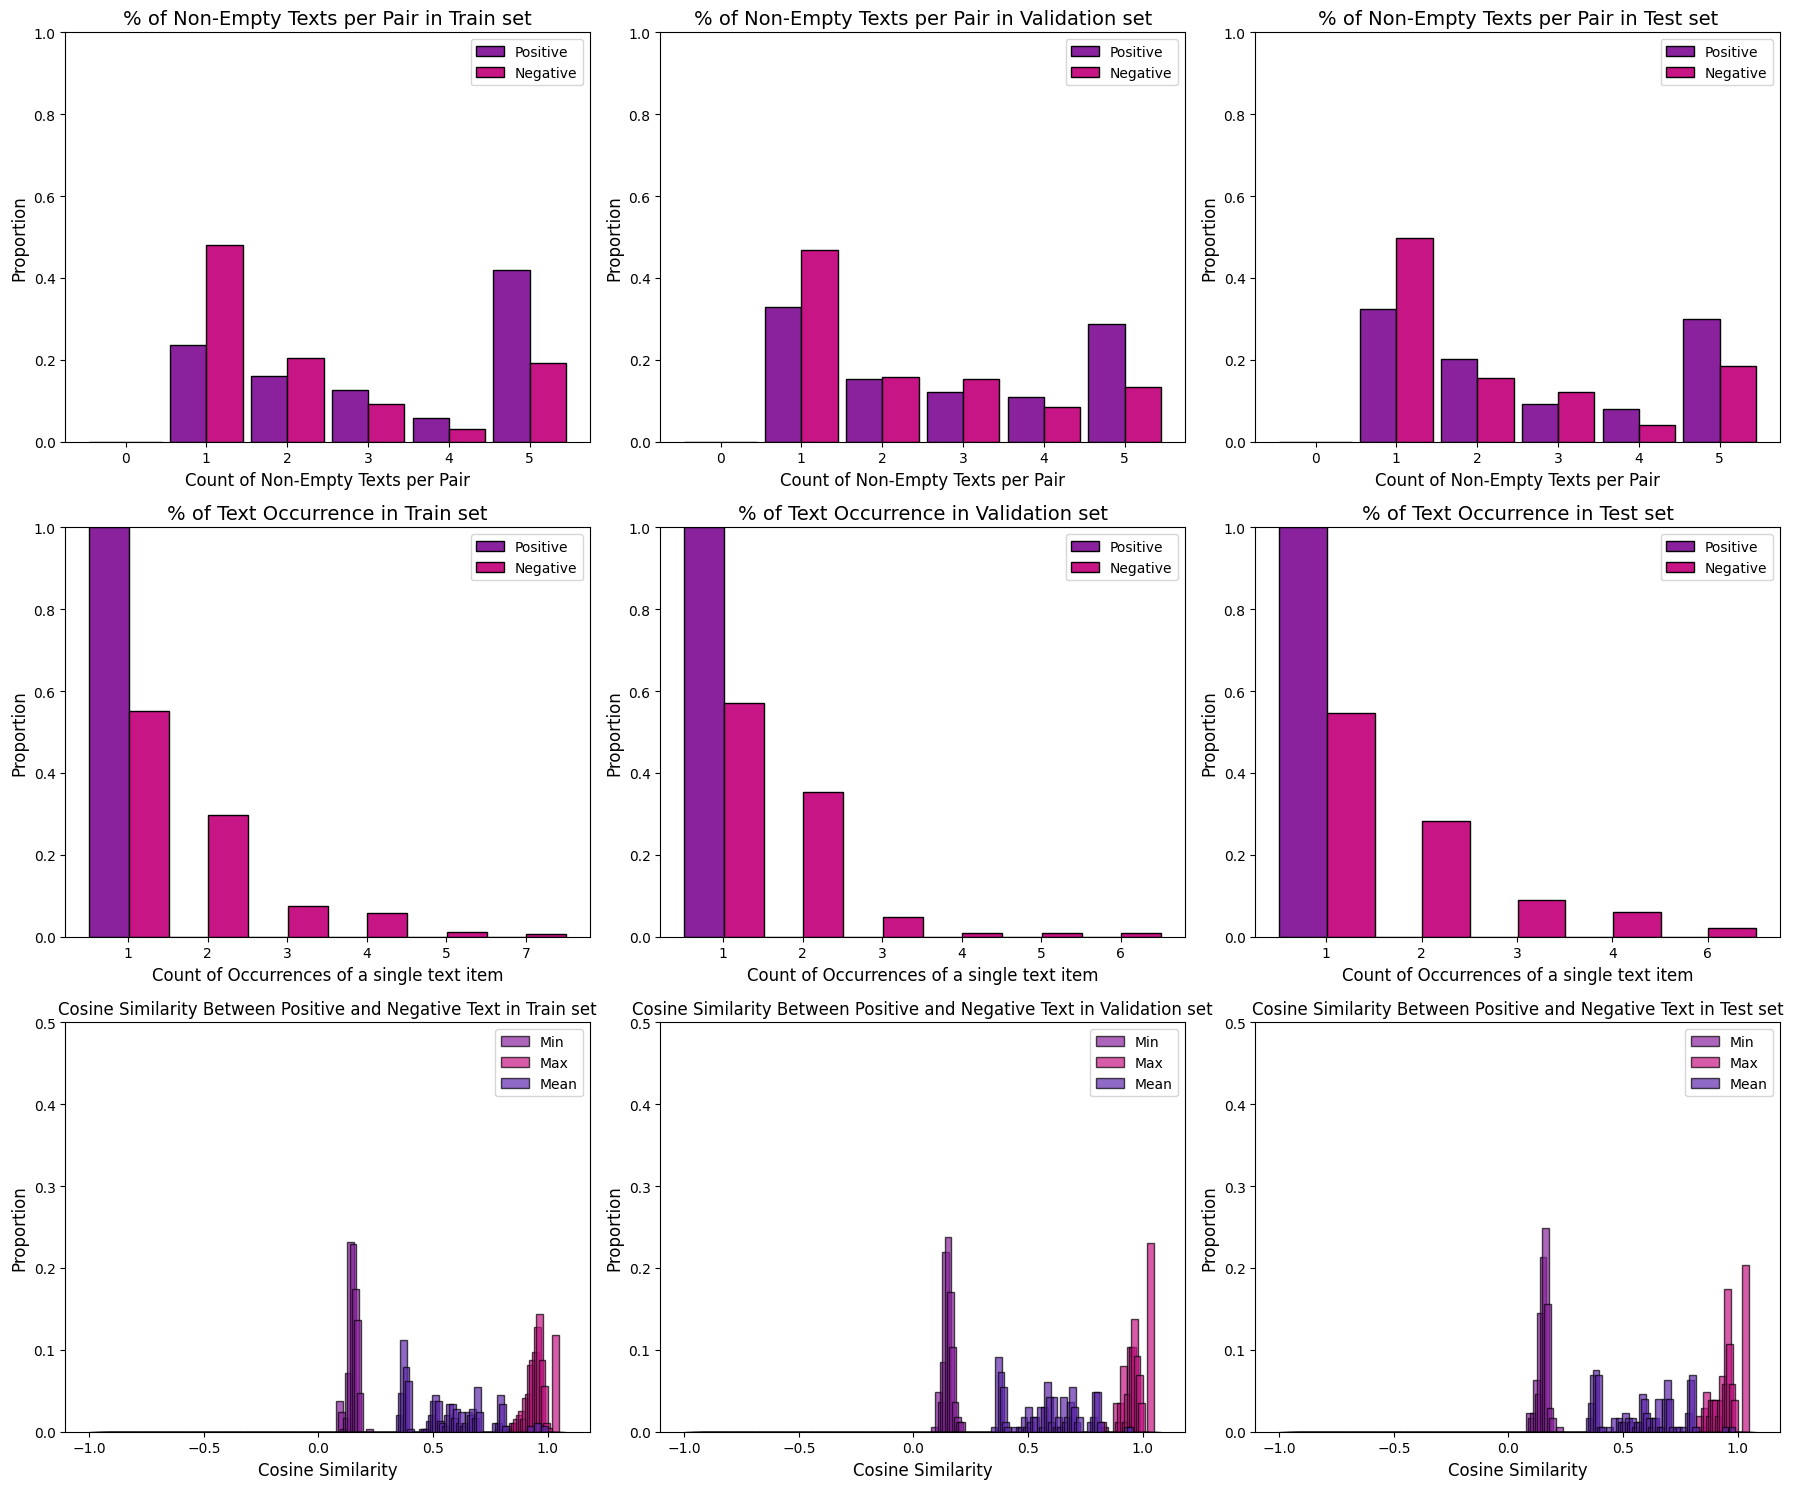 % of Non-Empty Texts per Pair in Train set
1.0
0.8
0.6
0.4
0.2
0.0
Proportion
Positive
Negative
0 1 2 3 4 5
Count of Non-Empty Texts per Pair
% of Non-Empty Texts per Pair in Validation set
1.0
0.8
0.6
0.4
0.2
0.0
Proportion
Positive
Negative
0 1 2 3 4 5
Count of Non-Empty Texts per Pair
% of Non-Empty Texts per Pair in Test set
1.0
0.8
0.6
0.4
0.2
0.0
Proportion
Positive
Negative
0 1 2 3 4 5
Count of Non-Empty Texts per Pair
% of Text Occurrence in Train set
1.0
0.8
0.6
0.4
0.2
0.0
Proportion
Positive
Negative
1 2 3 4 5 7
Count of Occurrences of a single text item
% of Text Occurrence in Validation set
1.0
0.8
0.6
0.4
0.2
0.0
Proportion
Positive
Negative
1 2 3 4 5 6
Count of Occurrences of a single text item
% of Text Occurrence in Test set
1.0
0.8
0.6
0.4
0.2
0.0
Proportion
Positive
Negative
1 2 3 4 6
Count of Occurrences of a single text item
Cosine Similarity Between Positive and Negative Text in Train set
0.5
0.4
0.3
0.2
0.1
0.0
Proportion
Min
Max
Mean
−1.0 −0.5 0.0 0.5 1.0
Cosine Similarity
Cosine Similarity Between Positive and Negative Text in Validation set
0.5
0.4
0.3
0.2
0.1
0.0
Proportion
Min
Max
Mean
−1.0 −0.5 0.0 0.5 1.0
Cosine Similarity
Cosine Similarity Between Positive and Negative Text in Test set
0.5
0.4
0.3
0.2
0.1
0.0
Proportion
Min
Max
Mean
−1.0 −0.5 0.0 0.5 1.0
Cosine Similarity